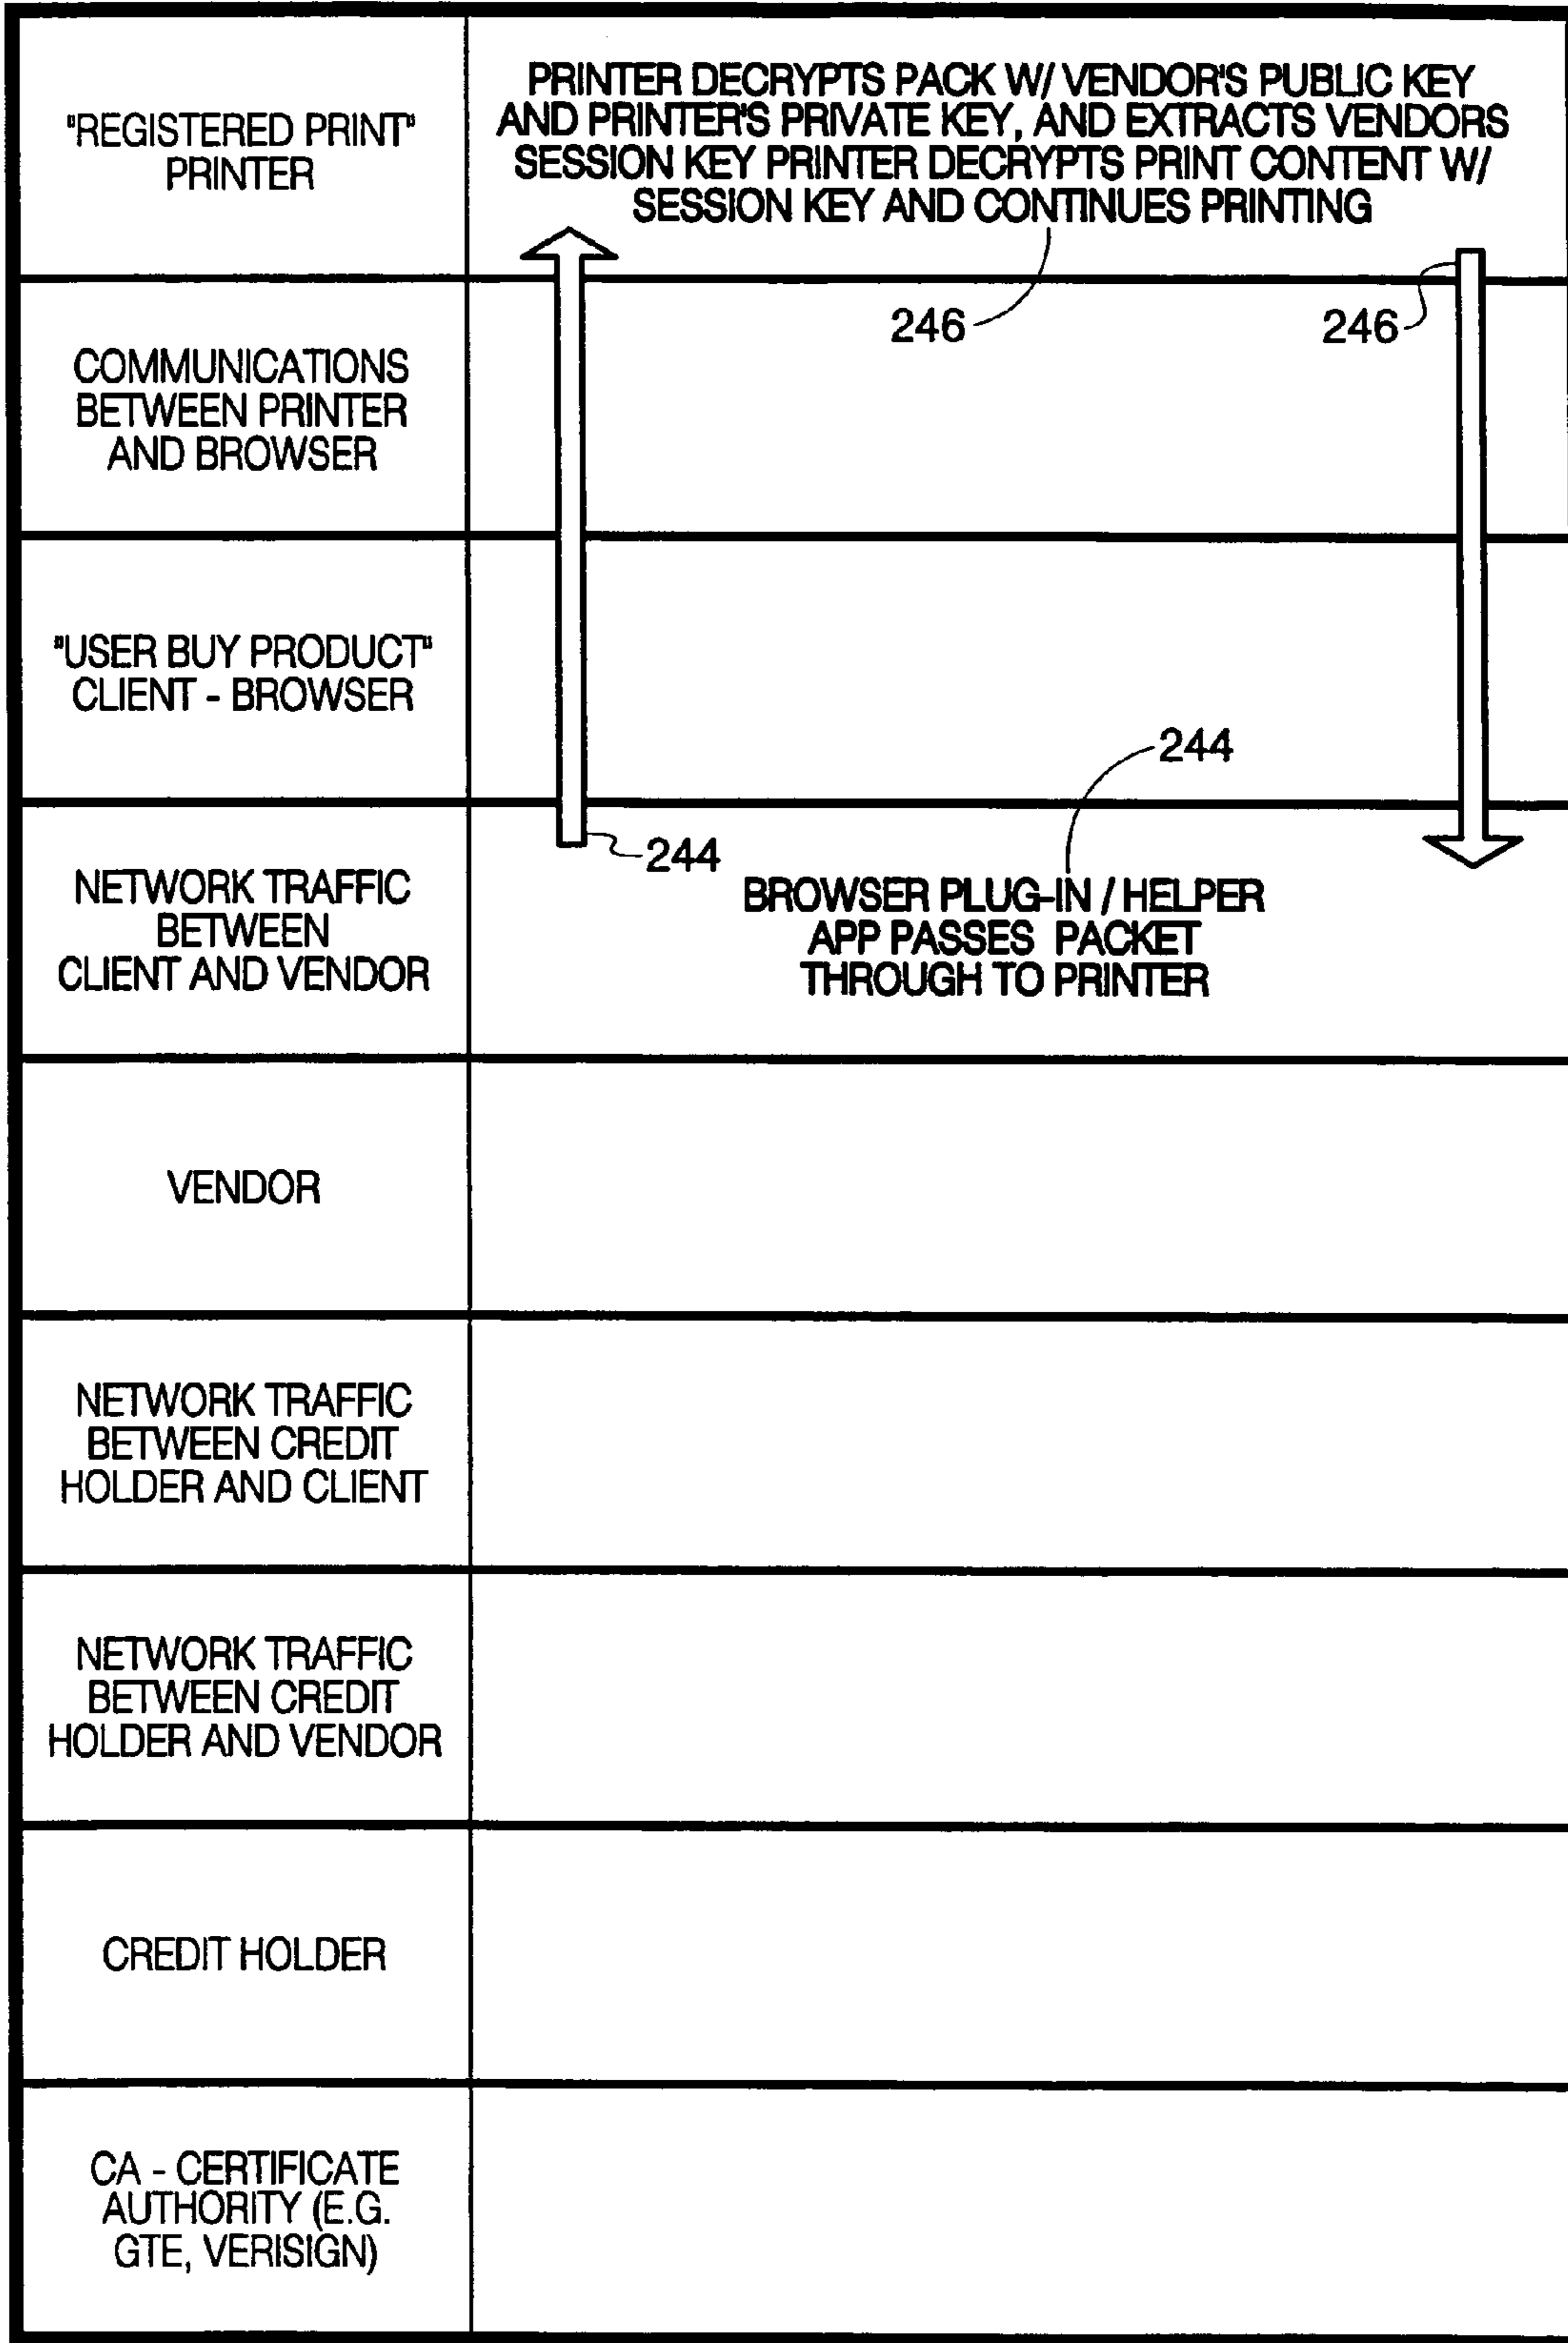 "REGISTERED PRINT"
PRINTER
PRINTER DECRYPTS PACK W/ VENDOR'S PUBLIC KEY
AND PRINTER'S PRIVATE KEY, AND EXTRACTS VENDORS
SESSION KEY PRINTER DECRYPTS PRINT CONTENT W/
SESSION KEY AND CONTINUES PRINTING
246
246
COMMUNICATIONS
BETWEEN PRINTER
AND BROWSER
"USER BUY PRODUCT"
CLIENT - BROWSER
244
244
NETWORK TRAFFIC
BETWEEN
CLIENT AND VENDOR
BROWSER PLUG-IN / HELPER
APP PASSES PACKET
THROUGH TO PRINTER
VENDOR
NETWORK TRAFFIC
BETWEEN CREDIT
HOLDER AND CLIENT
NETWORK TRAFFIC
BETWEEN CREDIT
HOLDER AND VENDOR
CREDIT HOLDER
CA - CERTIFICATE
AUTHORITY (E.G.
GTE, VERISIGN)